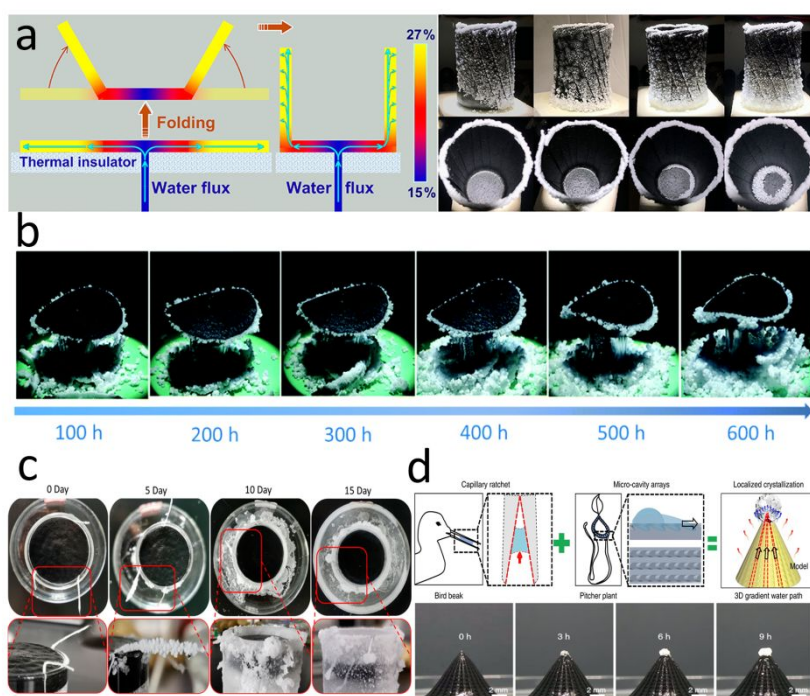 a
27%
15%
Folding
Thermal insulator
Water flux
Water flux
b
100 h
200 h
300 h
400 h
500 h
600 h
c
0 Day
5 Day
10 Day
15 Day
d
Capillary ratchet
Micro-cavity arrays
Localized crystallization
Model
Bird beak
Pitcher plant
3D gradient water path
0 h
3 h
6 h
9 h
2 mm
2 mm
2 mm
2 mm